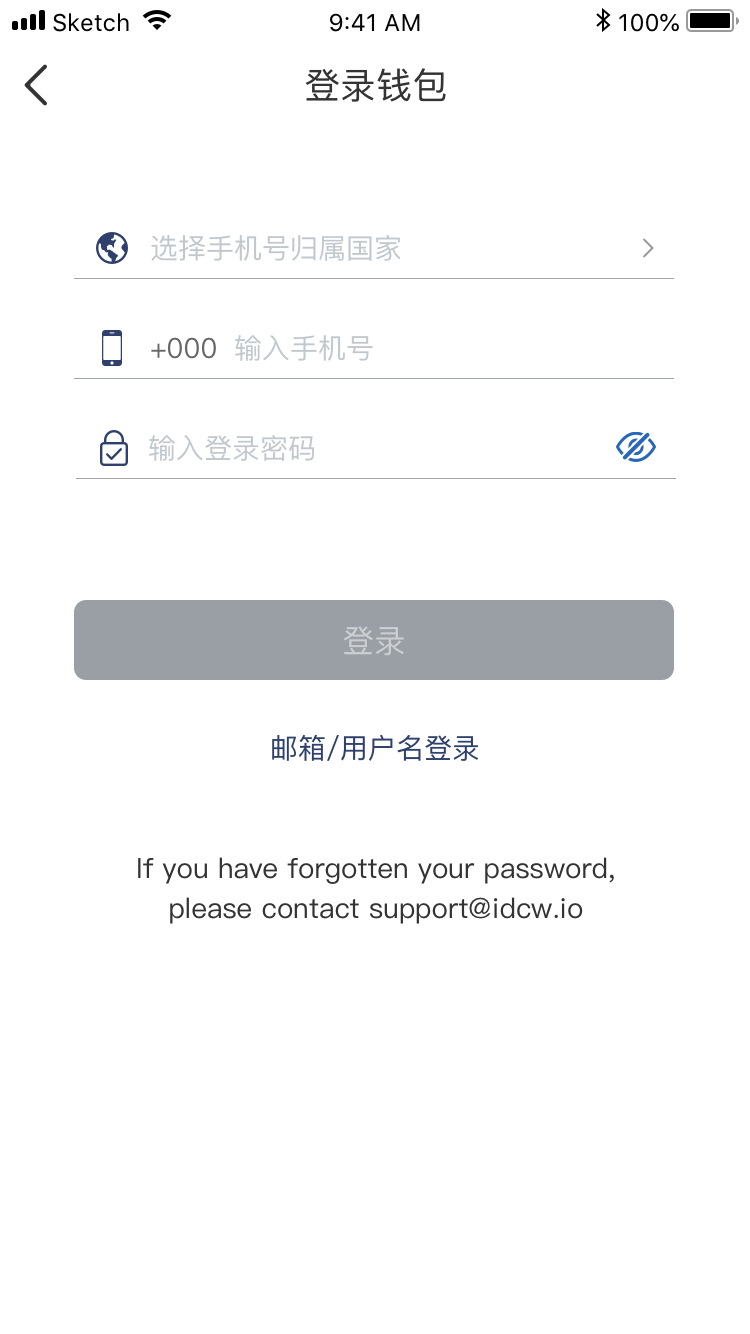 Sketch 9:41 AM 100%
登录钱包
选择手机号归属国家
+000 输入手机号
输入登录密码
登录
邮箱/用户名登录
If you have forgotten your password,
please contact support@idcw.io